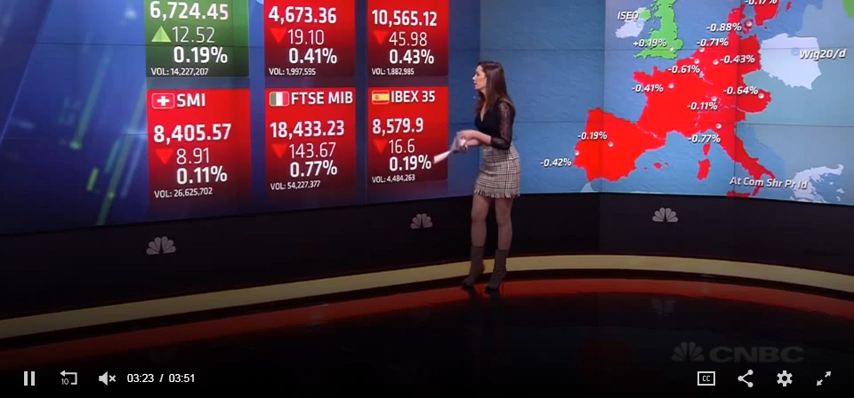 6,724.45
12.52
0.19%
VOL: 14,227,207
4,673.36
19.10
0.41%
VOL: 1,997,595
10,565.12
45.98
0.43%
VOL: 1,882,985
SMI
8,405.57
8.91
0.11%
VOL: 26,625,702
FTSE MIB
18,433.23
143.67
0.77%
VOL: 54,227,377
IBEX 35
8,579.9
16.6
0.19%
VOL: 4,484,263
ISEQ
-0.17%
-0.88%
+0.19%
-0.71%
Wig20/d
-0.43%
-0.61%
-0.41%
-0.64%
-0.11%
-0.19%
-0.77%
-0.42%
At Com Shr Pr Id
CNBC
10
03:23 / 03:51
CC